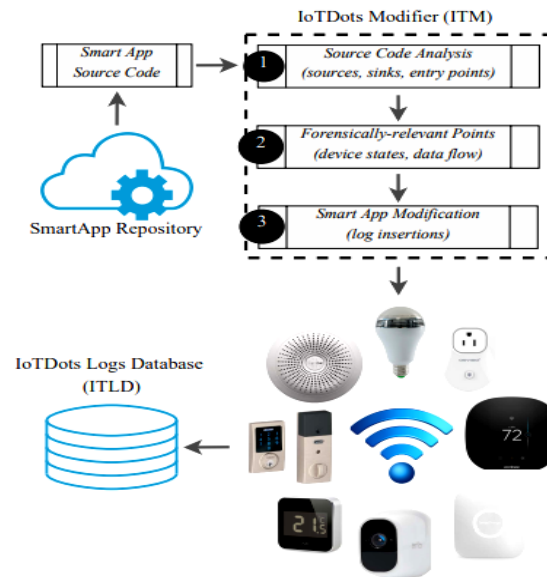 IoTDots Modifier (ITM)
Smart App
Source Code
1
Source Code Analysis
(sources, sinks, entry points)
2
Forensically-relevant Points
(device states, data flow)
SmartApp Repository
3
Smart App Modification
(log insertions)
IoTDots Logs Database
(ITLD)
72